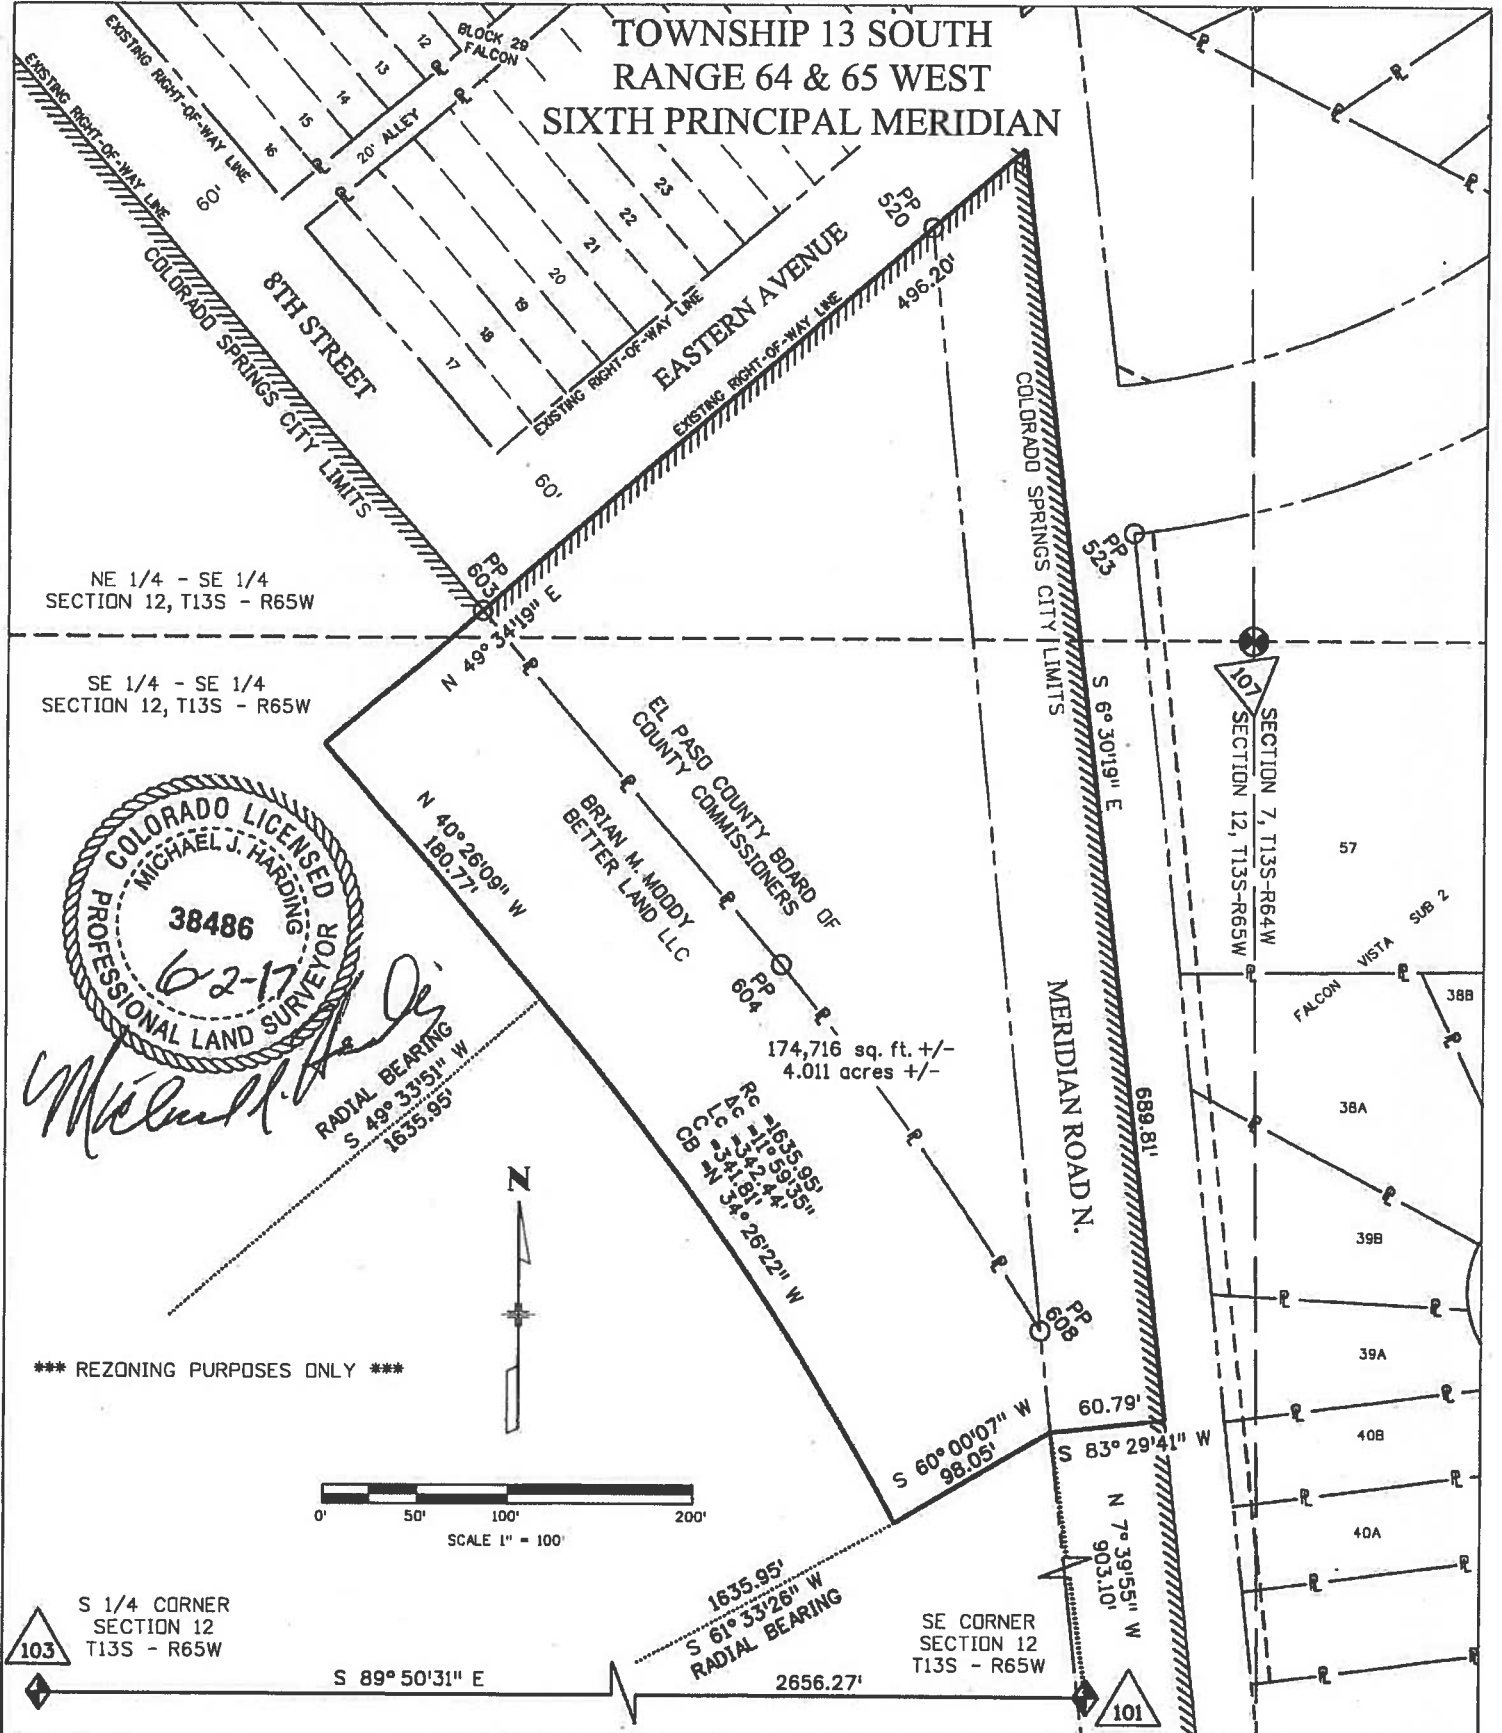 TOWNSHIP 13 SOUTH
RANGE 64 & 65 WEST
SIXTH PRINCIPAL MERIDIAN
BLOCK 29
FALCON
EXISTING RIGHT-OF-WAY LINE
EXISTING RIGHT-OF-WAY LINE
12
13
14
15
16
20' ALLEY
60'
COLORADO SPRINGS CITY LIMITS
8TH STREET
23
22
21
20
19
18
17
EXISTING RIGHT-OF-WAY LINE
EASTERN AVENUE
EXISTING RIGHT-OF-WAY LINE
60'
PP
520
496.20'
COLORADO SPRINGS CITY LIMITS
PP
523
PP
603
N 49° 34'19" E
NE 1/4 - SE 1/4
SECTION 12, T13S - R65W
SE 1/4 - SE 1/4
SECTION 12, T13S - R65W
107
SECTION 7, T13S-R64W
SECTION 12, T13S-R65W
S 6° 30'19" E
EL PASO COUNTY BOARD OF
COUNTY COMMISSIONERS
BRIAN M. MOODY
BETTER LAND LLC
N 40° 26'09" W
180.77'
COLORADO LICENSED
PROFESSIONAL LAND SURVEYOR
MICHAEL J. HARDING
38486
6-2-17
PP
604
174,716 sq. ft. +/-
4.011 acres +/-
MERIDIAN ROAD N.
689.81'
57
FALCON VISTA SUB 2
38B
38A
39B
39A
40B
40A
RADIAL BEARING
S 49° 33'51" W
1635.95'
Rc =1635.95'
Δc =11° 59'35"
Lc =342.44'
C =341.81'
CB =N 34° 26'22" W
N
PP
608
*** REZONING PURPOSES ONLY ***
60.79'
S 83° 29'41" W
S 60° 00'07" W
98.05'
0'
50'
100'
200'
SCALE 1" = 100'
N 7° 39'55" W
903.10'
1635.95'
S 61° 33'26" W
RADIAL BEARING
S 1/4 CORNER
SECTION 12
T13S - R65W
103
S 89° 50'31" E
2656.27'
SE CORNER
SECTION 12
T13S - R65W
101